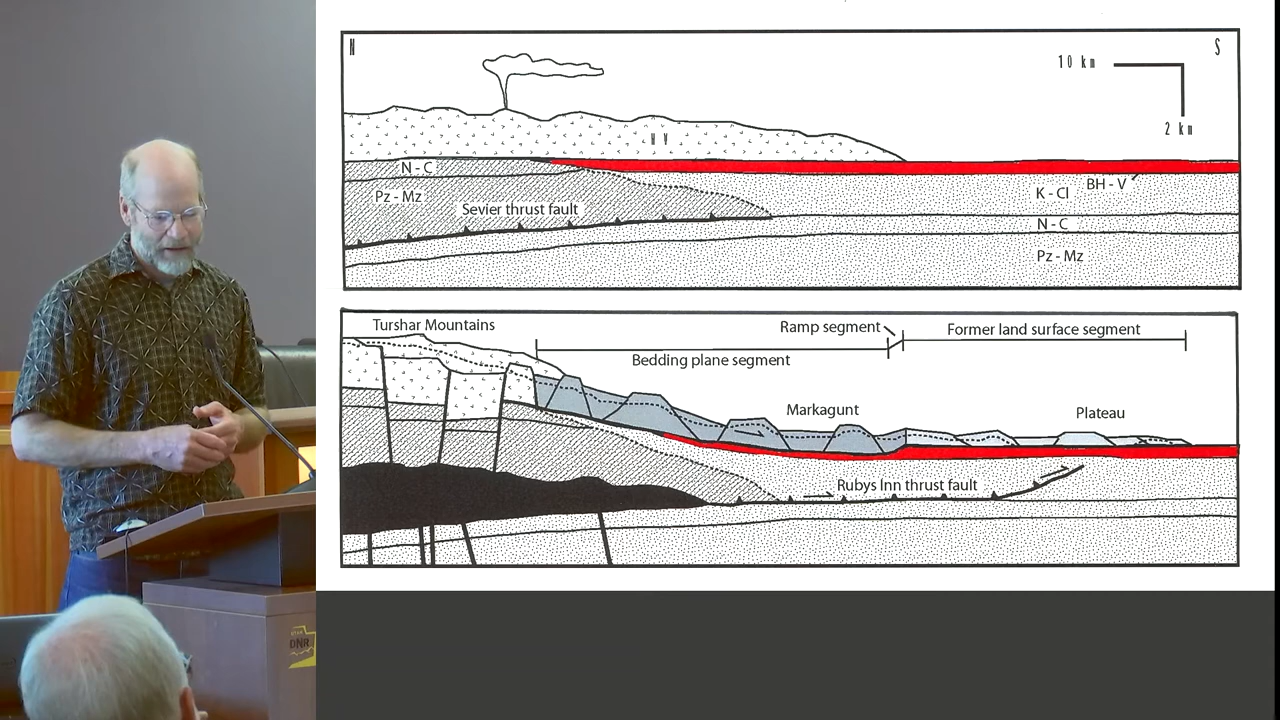 N
S
10 km
2 km
N - C
Pz - Mz
Sevier thrust fault
BH - V
K - Cl
N - C
Pz - Mz
Turshar Mountains
Ramp segment
Former land surface segment
Bedding plane segment
Markagunt
Plateau
Rubys Inn thrust fault
UTAH
DNR